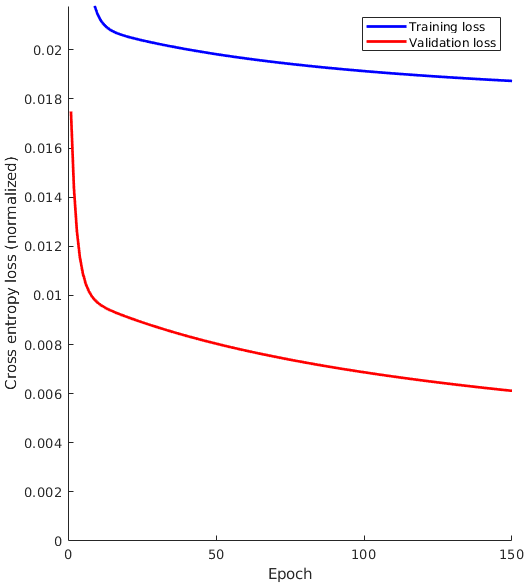 Training loss
Validation loss
Cross entropy loss (normalized)
0.02
0.018
0.016
0.014
0.012
0.01
0.008
0.006
0.004
0.002
0
0 50 100 150
Epoch